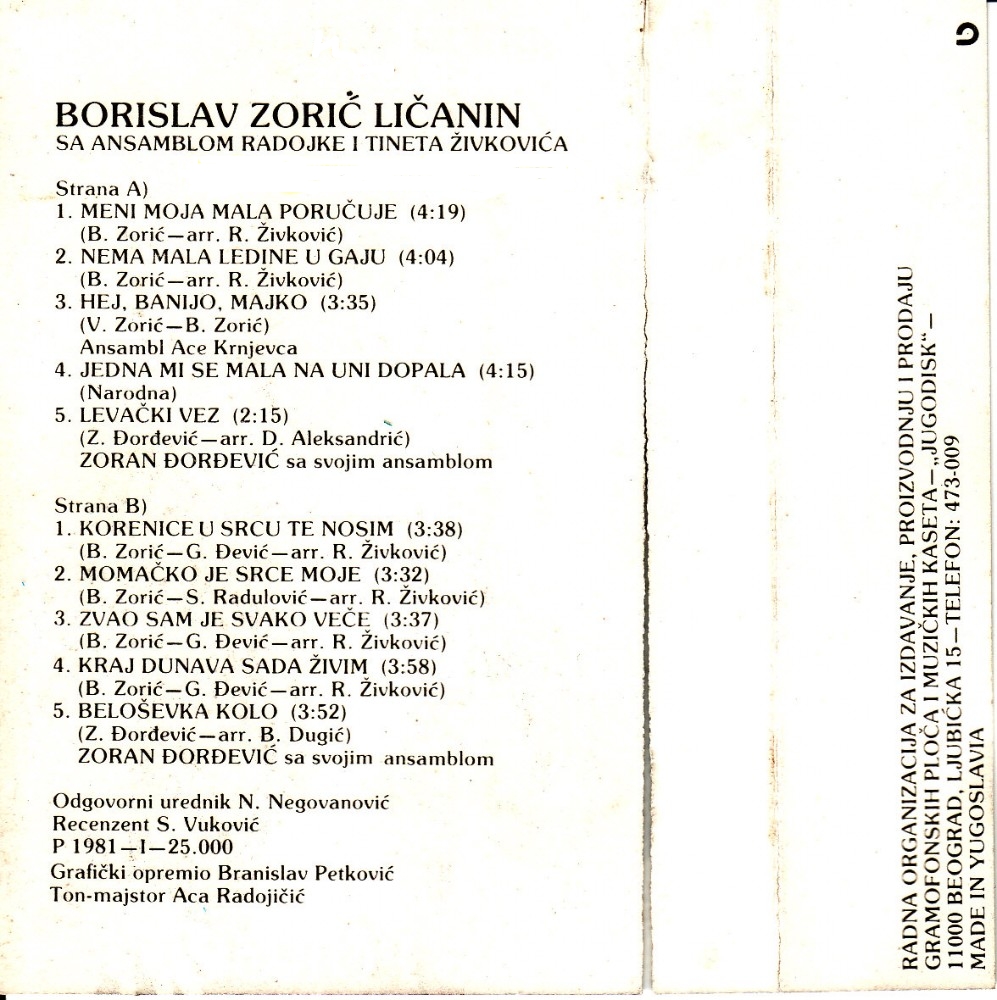 BORISLAV ZORIĆ LIČANIN
SA ANSAMBLOM RADOJKE I TINETA ŽIVKOVIĆA
Strana A)
1. MENI MOJA MALA PORUČUJE (4:19)
(B. Zorić—arr. R. Živković)
2. NEMA MALA LEDINE U GAJU (4:04)
(B. Zorić—arr. R. Živković)
3. HEJ, BANIJO, MAJKO (3:35)
(V. Zorić—B. Zorić)
Ansambl Ace Krnjevca
4. JEDNA MI SE MALA NA UNI DOPALA (4:15)
(Narodna)
5. LEVAČKI VEZ (2:15)
(Z. Đorđević—arr. D. Aleksandrić)
ZORAN ĐORĐEVIĆ sa svojim ansamblom
Strana B)
1. KORENICE U SRCU TE NOSIM (3:38)
(B. Zorić—G. Đević—arr. R. Živković)
2. MOMAČKO JE SRCE MOJE (3:32)
(B. Zorić—S. Radulović—arr. R. Živković)
3. ZVAO SAM JE SVAKO VEČE (3:37)
(B. Zorić—G. Đević—arr. R. Živković)
4. KRAJ DUNAVA SADA ŽIVIM (3:58)
(B. Zorić—G. Đević—arr. R. Živković)
5. BELOŠEVKA KOLO (3:52)
(Z. Đorđević—arr. B. Dugić)
ZORAN ĐORĐEVIĆ sa svojim ansamblom
Odgovorni urednik N. Negovanović
Recenzent S. Vuković
P 1981—I—25.000
Grafički opremio Branislav Petković
Ton-majstor Aca Radojičić
RADNA ORGANIZACIJA ZA IZDAVANJE, PROIZVODNJU I PRODAJU
GRAMOFONSKIH PLOČA I MUZIČKIH KASETA—„JUGODISK“—
11000 BEOGRAD, LJUBIČKA 15—TELEFON: 473-009
MADE IN YUGOSLAVIA